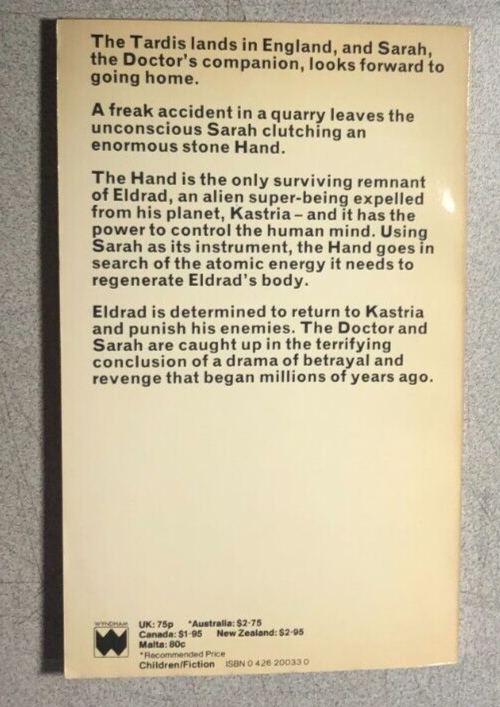 The Tardis lands in England, and Sarah,
the Doctor's companion, looks forward to
going home.
A freak accident in a quarry leaves the
unconscious Sarah clutching an
enormous stone Hand.
The Hand is the only surviving remnant
of Eldrad, an alien super-being expelled
from his planet, Kastria – and it has the
power to control the human mind. Using
Sarah as its instrument, the Hand goes in
search of the atomic energy it needs to
regenerate Eldrad's body.
Eldrad is determined to return to Kastria
and punish his enemies. The Doctor and
Sarah are caught up in the terrifying
conclusion of a drama of betrayal and
revenge that began millions of years ago.
WYNDHAM
UK: 75p *Australia: $2·75
Canada: $1·95 New Zealand: $2·95
Malta: 80c
*Recommended Price
Children/Fiction ISBN 0 426 20033 0